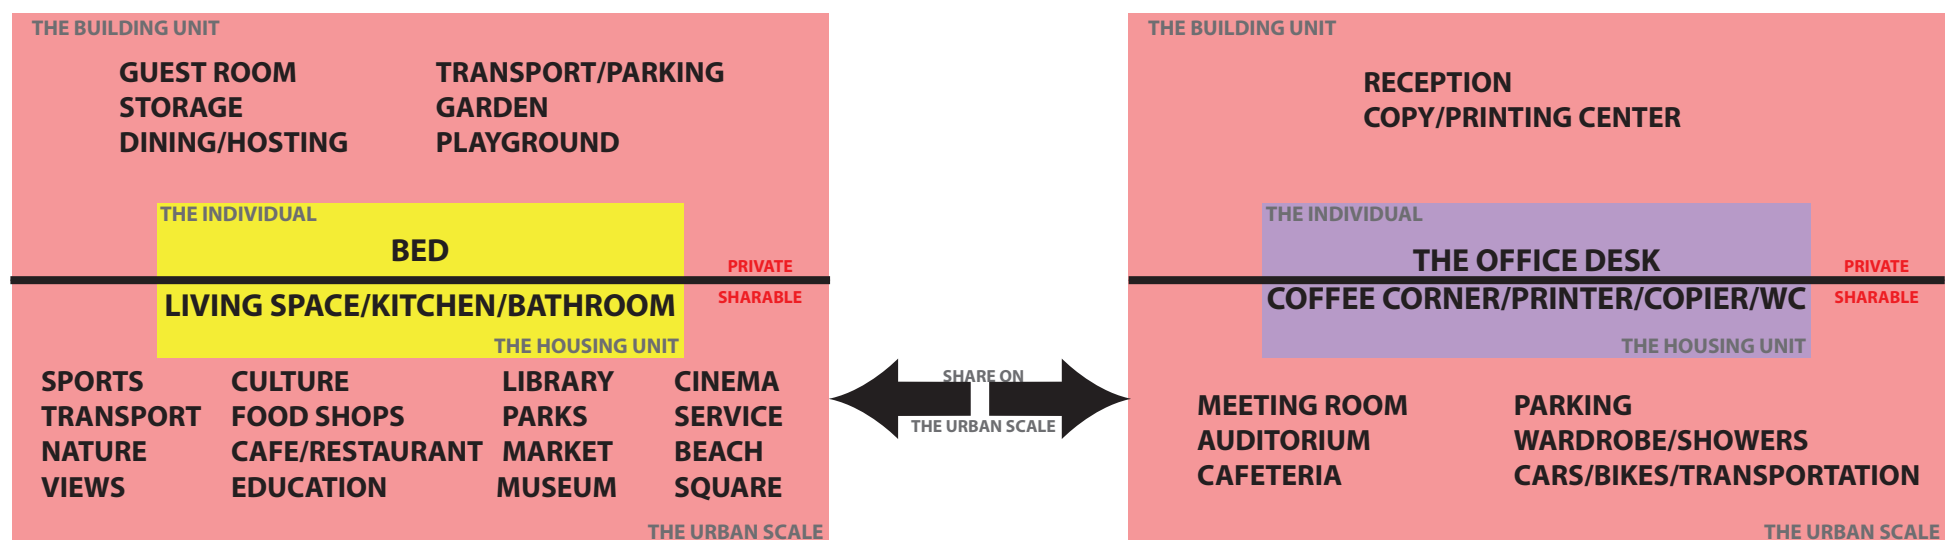 THE BUILDING UNIT
GUEST ROOM
STORAGE
DINING/HOSTING
TRANSPORT/PARKING
GARDEN
PLAYGROUND
THE INDIVIDUAL
BED
PRIVATE
SHARABLE
LIVING SPACE/KITCHEN/BATHROOM
THE HOUSING UNIT
SPORTS
TRANSPORT
NATURE
VIEWS
CULTURE
FOOD SHOPS
CAFE/RESTAURANT
EDUCATION
LIBRARY
PARKS
MARKET
MUSEUM
CINEMA
SERVICE
BEACH
SQUARE
THE URBAN SCALE
SHARE ON
THE URBAN SCALE
THE BUILDING UNIT
RECEPTION
COPY/PRINTING CENTER
THE INDIVIDUAL
THE OFFICE DESK
PRIVATE
SHARABLE
COFFEE CORNER/PRINTER/COPIER/WC
THE HOUSING UNIT
MEETING ROOM
AUDITORIUM
CAFETERIA
PARKING
WARDROBE/SHOWERS
CARS/BIKES/TRANSPORTATION
THE URBAN SCALE